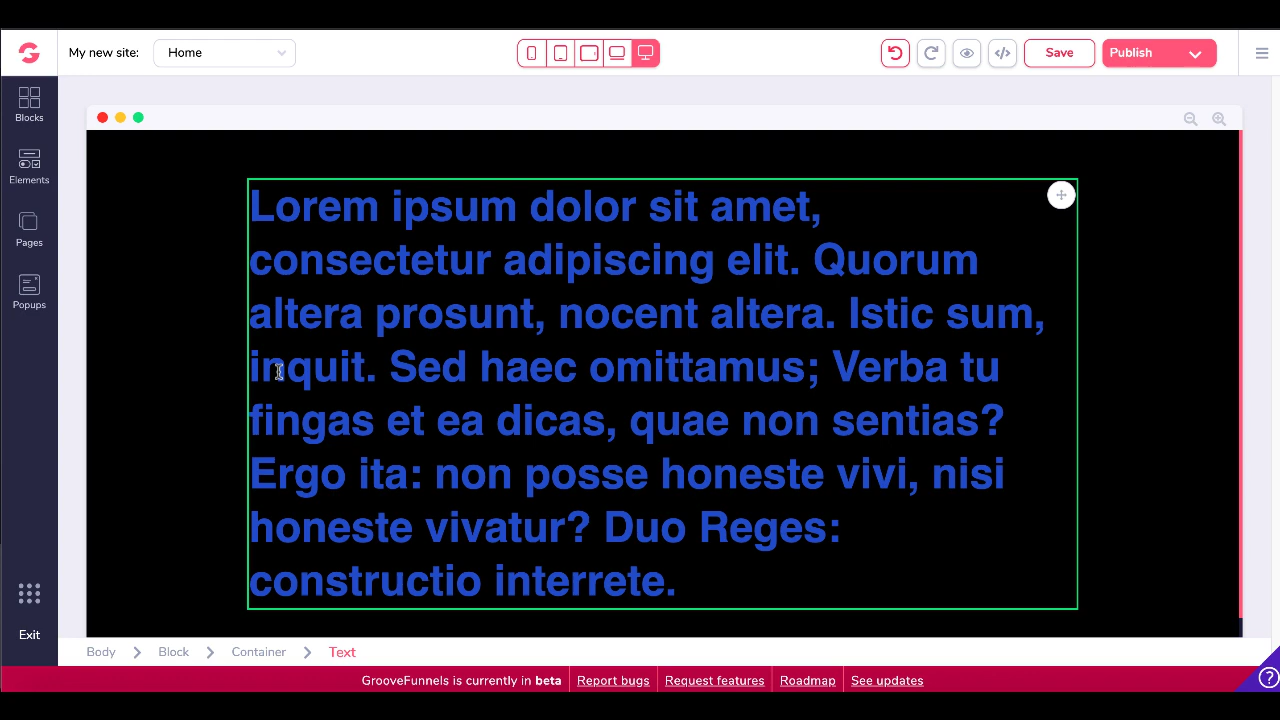 My new site:
Home
Save
Publish
Blocks
Elements
Pages
Popups
Exit
Lorem ipsum dolor sit amet,
consectetur adipiscing elit. Quorum
altera prosunt, nocent altera. Istic sum,
inquit. Sed haec omittamus; Verba tu
fingas et ea dicas, quae non sentias?
Ergo ita: non posse honeste vivi, nisi
honeste vivatur? Duo Reges:
constructio interrete.
Body
Block
Container
Text
GrooveFunnels is currently in beta
Report bugs
Request features
Roadmap
See updates